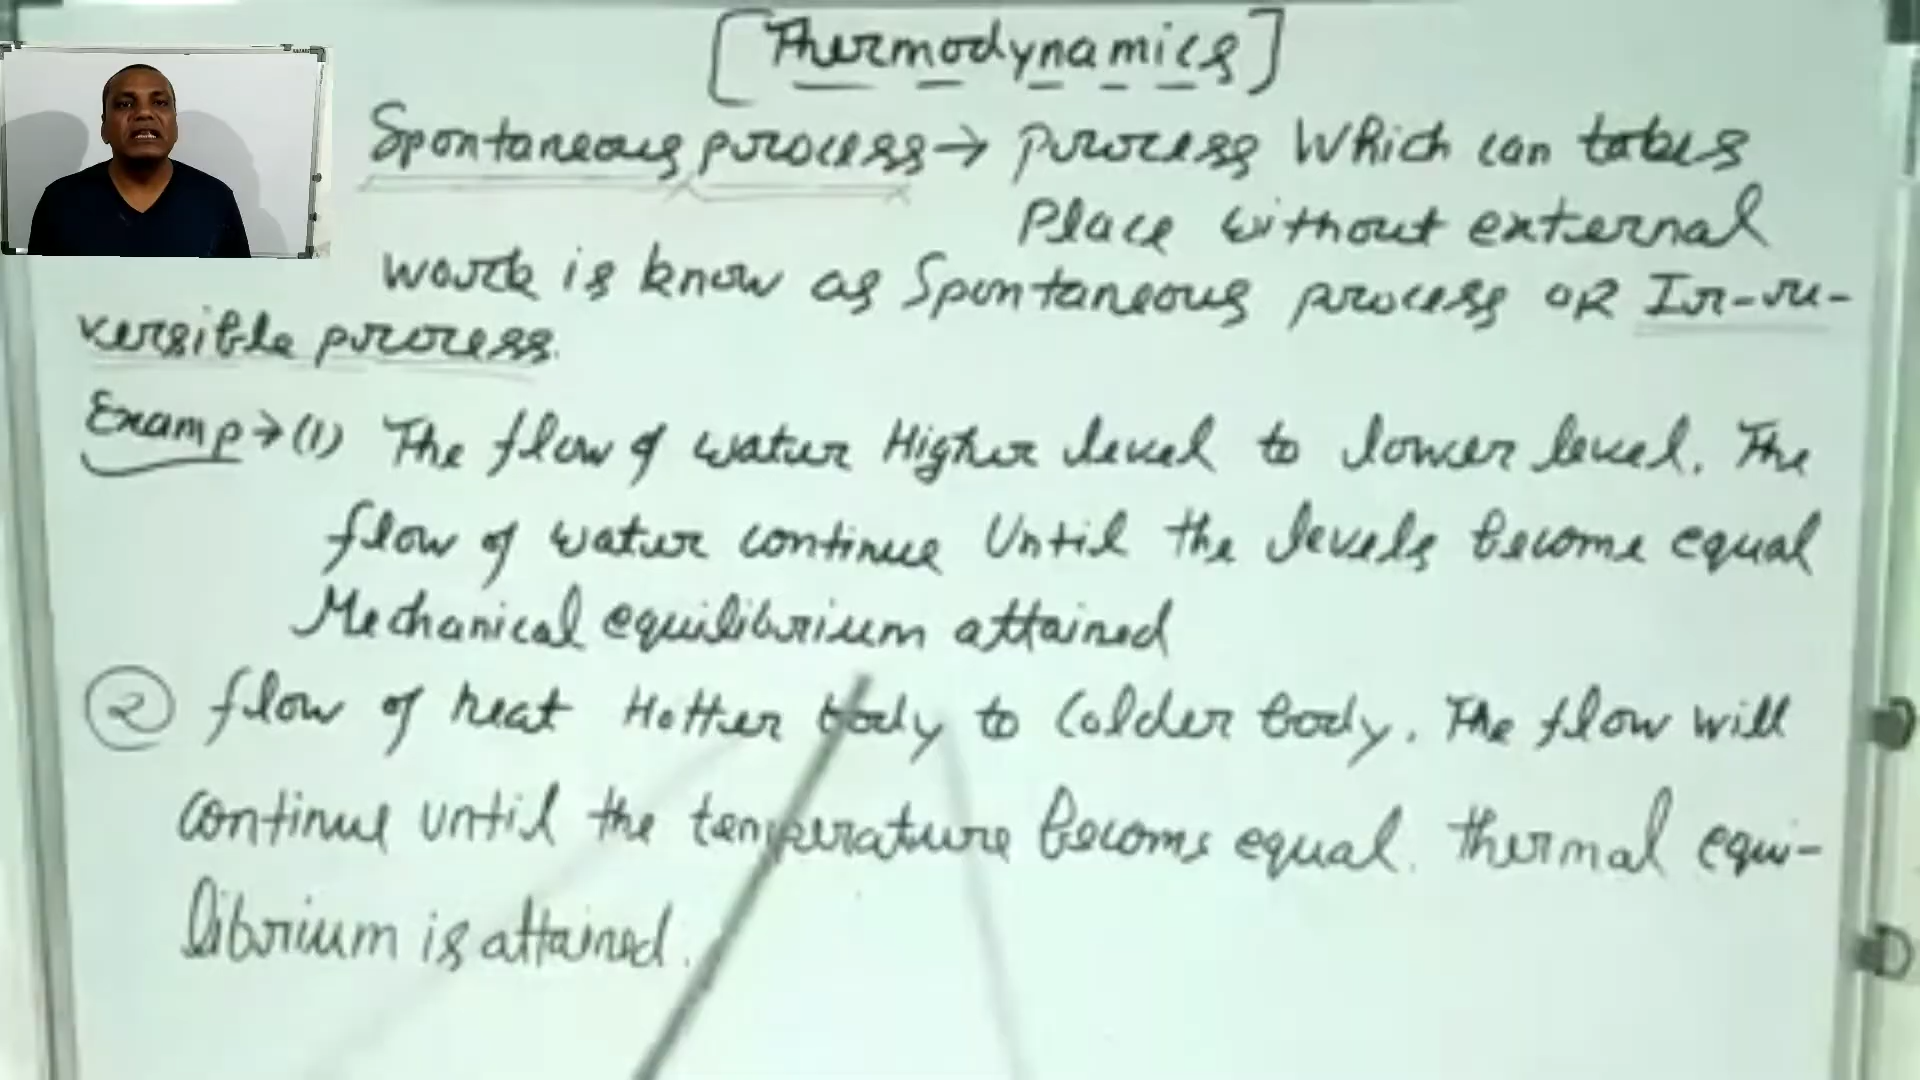 [Thermodynamics]
Spontaneous process → process Which can takes
Place without external
work is know as Spontaneous process OR Ir-re-
versible process.
Examp → (1) The flow of water Higher level to lower level. The
flow of water continue Until the levels become equal
Mechanical equilibrium attained
② flow of heat Hotter body to Colder body. The flow will
continue until the temperature become equal. thermal equi-
librium is attained.